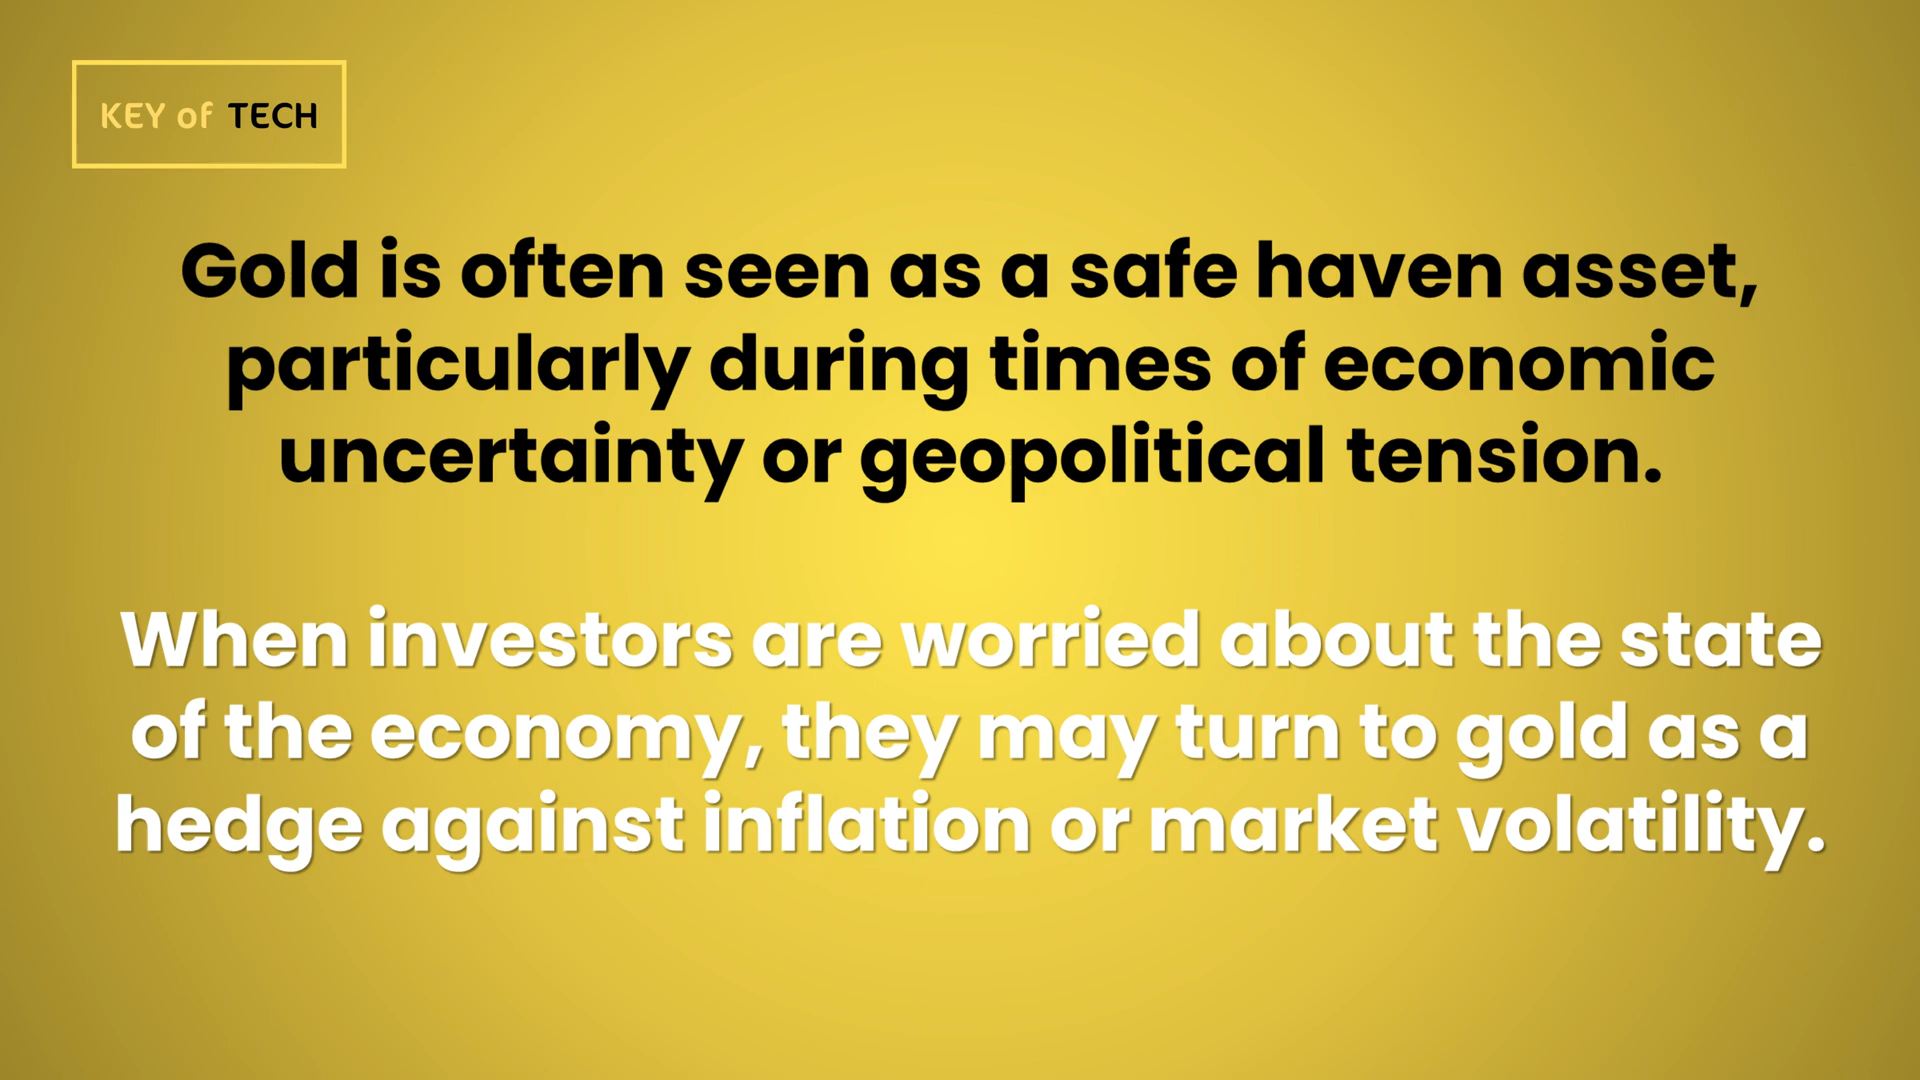 KEY of TECH
Gold is often seen as a safe haven asset,
particularly during times of economic
uncertainty or geopolitical tension.
When investors are worried about the state
of the economy, they may turn to gold as a
hedge against inflation or market volatility.